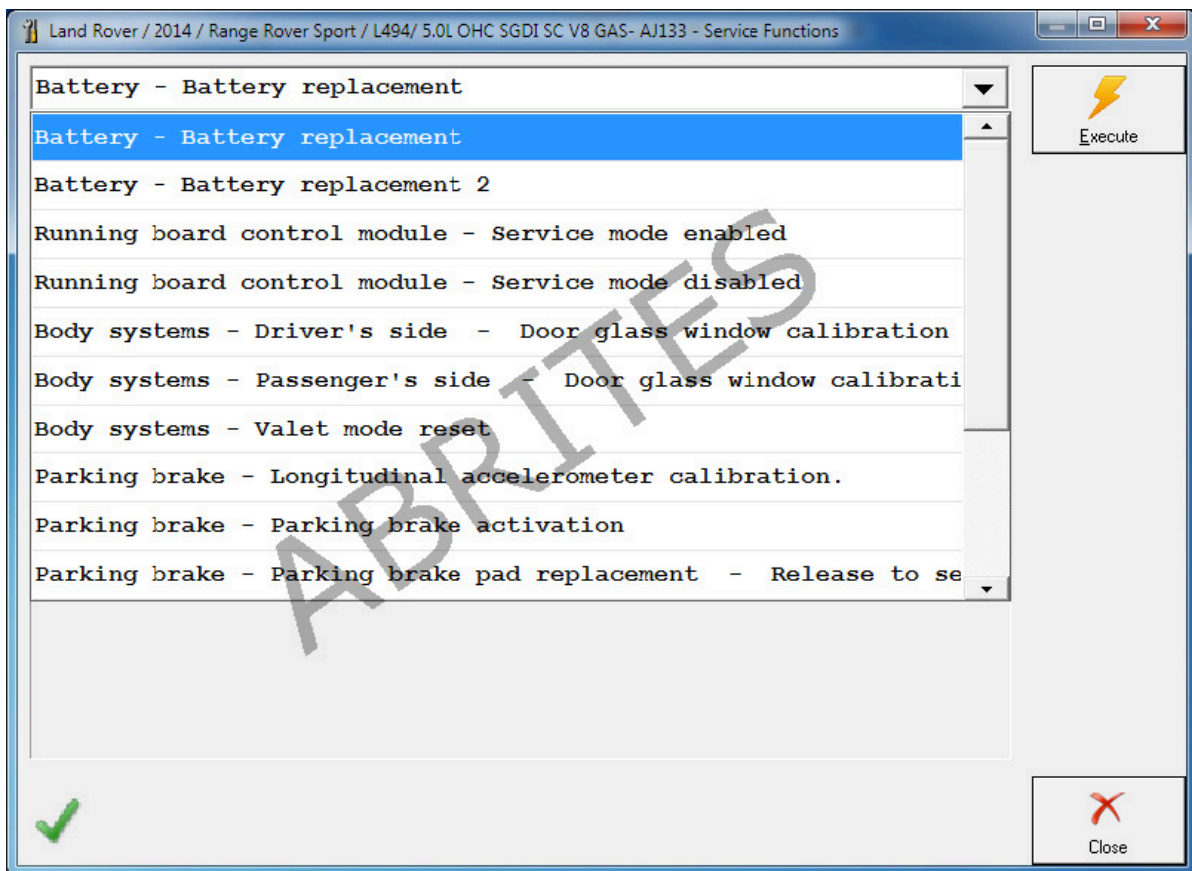 Land Rover / 2014 / Range Rover Sport / L494/ 5.0L OHC SGDI SC V8 GAS- AJ133 - Service Functions
Battery - Battery replacement
Execute
Battery - Battery replacement
Battery - Battery replacement 2
Running board control module - Service mode enabled
Running board control module - Service mode disabled
Body systems - Driver's side  -  Door glass window calibration
Body systems - Passenger's side  -  Door glass window calibrati
Body systems - Valet mode reset
Parking brake - Longitudinal accelerometer calibration.
Parking brake - Parking brake activation
Parking brake - Parking brake pad replacement  -  Release to se
ABRITES
Close